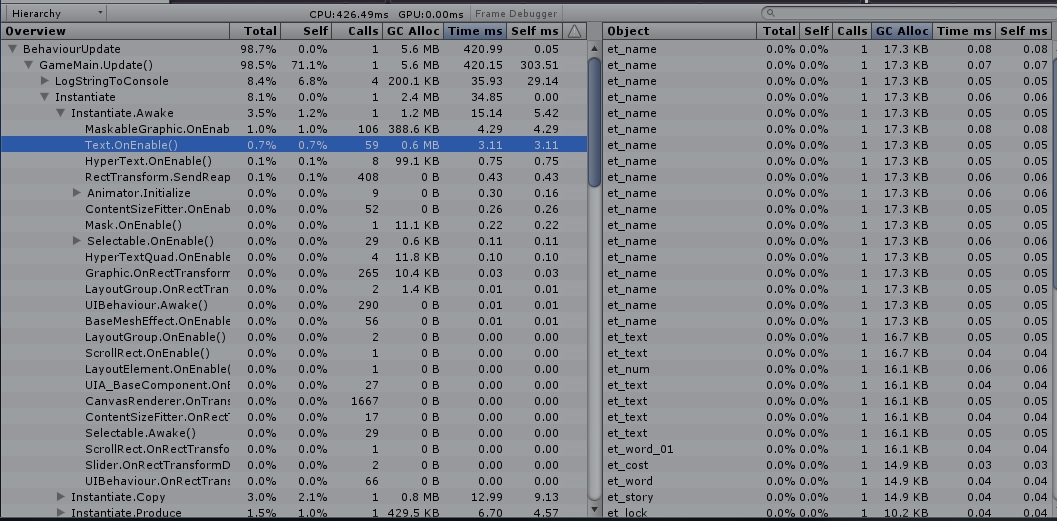 Hierarchy CPU:426.49ms GPU:0.00ms Frame Debugger
Overview Total Self Calls GC Alloc Time ms Self ms
BehaviourUpdate 98.7% 0.0% 1 5.6 MB 420.99 0.05
GameMain.Update() 98.5% 71.1% 1 5.6 MB 420.15 303.51
LogStringToConsole 8.4% 6.8% 4 200.1 KB 35.93 29.14
Instantiate 8.1% 0.0% 1 2.4 MB 34.85 0.00
Instantiate.Awake 3.5% 1.2% 1 1.2 MB 15.14 5.42
MaskableGraphic.OnEnab 1.0% 1.0% 106 388.6 KB 4.29 4.29
Text.OnEnable() 0.7% 0.7% 59 0.6 MB 3.11 3.11
HyperText.OnEnable() 0.1% 0.1% 8 99.1 KB 0.75 0.75
RectTransform.SendReap 0.1% 0.1% 408 0 B 0.43 0.43
Animator.Initialize 0.0% 0.0% 9 0 B 0.30 0.16
ContentSizeFitter.OnEnab 0.0% 0.0% 52 0 B 0.26 0.26
Mask.OnEnable() 0.0% 0.0% 1 11.1 KB 0.22 0.22
Selectable.OnEnable() 0.0% 0.0% 29 0.6 KB 0.11 0.11
HyperTextQuad.OnEnable 0.0% 0.0% 4 11.8 KB 0.10 0.10
Graphic.OnRectTransform 0.0% 0.0% 265 10.4 KB 0.03 0.03
LayoutGroup.OnRectTran 0.0% 0.0% 2 1.4 KB 0.01 0.01
UIBehaviour.Awake() 0.0% 0.0% 290 0 B 0.01 0.01
BaseMeshEffect.OnEnable 0.0% 0.0% 56 0 B 0.01 0.01
LayoutGroup.OnEnable() 0.0% 0.0% 2 0 B 0.00 0.00
ScrollRect.OnEnable() 0.0% 0.0% 1 0 B 0.00 0.00
LayoutElement.OnEnable( 0.0% 0.0% 1 0 B 0.00 0.00
UIA_BaseComponent.OnE 0.0% 0.0% 27 0 B 0.00 0.00
CanvasRenderer.OnTrans 0.0% 0.0% 1667 0 B 0.00 0.00
ContentSizeFitter.OnRect 0.0% 0.0% 17 0 B 0.00 0.00
Selectable.Awake() 0.0% 0.0% 29 0 B 0.00 0.00
ScrollRect.OnRectTransfo 0.0% 0.0% 1 0 B 0.00 0.00
Slider.OnRectTransformD 0.0% 0.0% 2 0 B 0.00 0.00
UIBehaviour.OnRectTrans 0.0% 0.0% 66 0 B 0.00 0.00
Instantiate.Copy 3.0% 2.1% 1 0.8 MB 12.99 9.13
Instantiate.Produce 1.5% 1.0% 1 429.5 KB 6.70 4.57
Object Total Self Calls GC Alloc Time ms Self ms
et_name 0.0% 0.0% 1 17.3 KB 0.08 0.08
et_name 0.0% 0.0% 1 17.3 KB 0.07 0.07
et_name 0.0% 0.0% 1 17.3 KB 0.05 0.05
et_name 0.0% 0.0% 1 17.3 KB 0.06 0.06
et_name 0.0% 0.0% 1 17.3 KB 0.05 0.05
et_name 0.0% 0.0% 1 17.3 KB 0.08 0.08
et_name 0.0% 0.0% 1 17.3 KB 0.05 0.05
et_name 0.0% 0.0% 1 17.3 KB 0.05 0.05
et_name 0.0% 0.0% 1 17.3 KB 0.06 0.06
et_name 0.0% 0.0% 1 17.3 KB 0.06 0.06
et_name 0.0% 0.0% 1 17.3 KB 0.05 0.05
et_name 0.0% 0.0% 1 17.3 KB 0.05 0.05
et_name 0.0% 0.0% 1 17.3 KB 0.06 0.06
et_name 0.0% 0.0% 1 17.3 KB 0.05 0.05
et_name 0.0% 0.0% 1 17.3 KB 0.05 0.05
et_name 0.0% 0.0% 1 17.3 KB 0.05 0.05
et_name 0.0% 0.0% 1 17.3 KB 0.05 0.05
et_name 0.0% 0.0% 1 17.3 KB 0.05 0.05
et_text 0.0% 0.0% 1 16.7 KB 0.05 0.05
et_text 0.0% 0.0% 1 16.7 KB 0.04 0.04
et_num 0.0% 0.0% 1 16.1 KB 0.06 0.06
et_text 0.0% 0.0% 1 16.1 KB 0.04 0.04
et_text 0.0% 0.0% 1 16.1 KB 0.05 0.05
et_text 0.0% 0.0% 1 16.1 KB 0.04 0.04
et_text 0.0% 0.0% 1 16.1 KB 0.05 0.05
et_word_01 0.0% 0.0% 1 16.1 KB 0.04 0.04
et_cost 0.0% 0.0% 1 14.9 KB 0.03 0.03
et_word 0.0% 0.0% 1 14.9 KB 0.04 0.04
et_story 0.0% 0.0% 1 14.9 KB 0.04 0.04
et_lock 0.0% 0.0% 1 10.2 KB 0.04 0.04